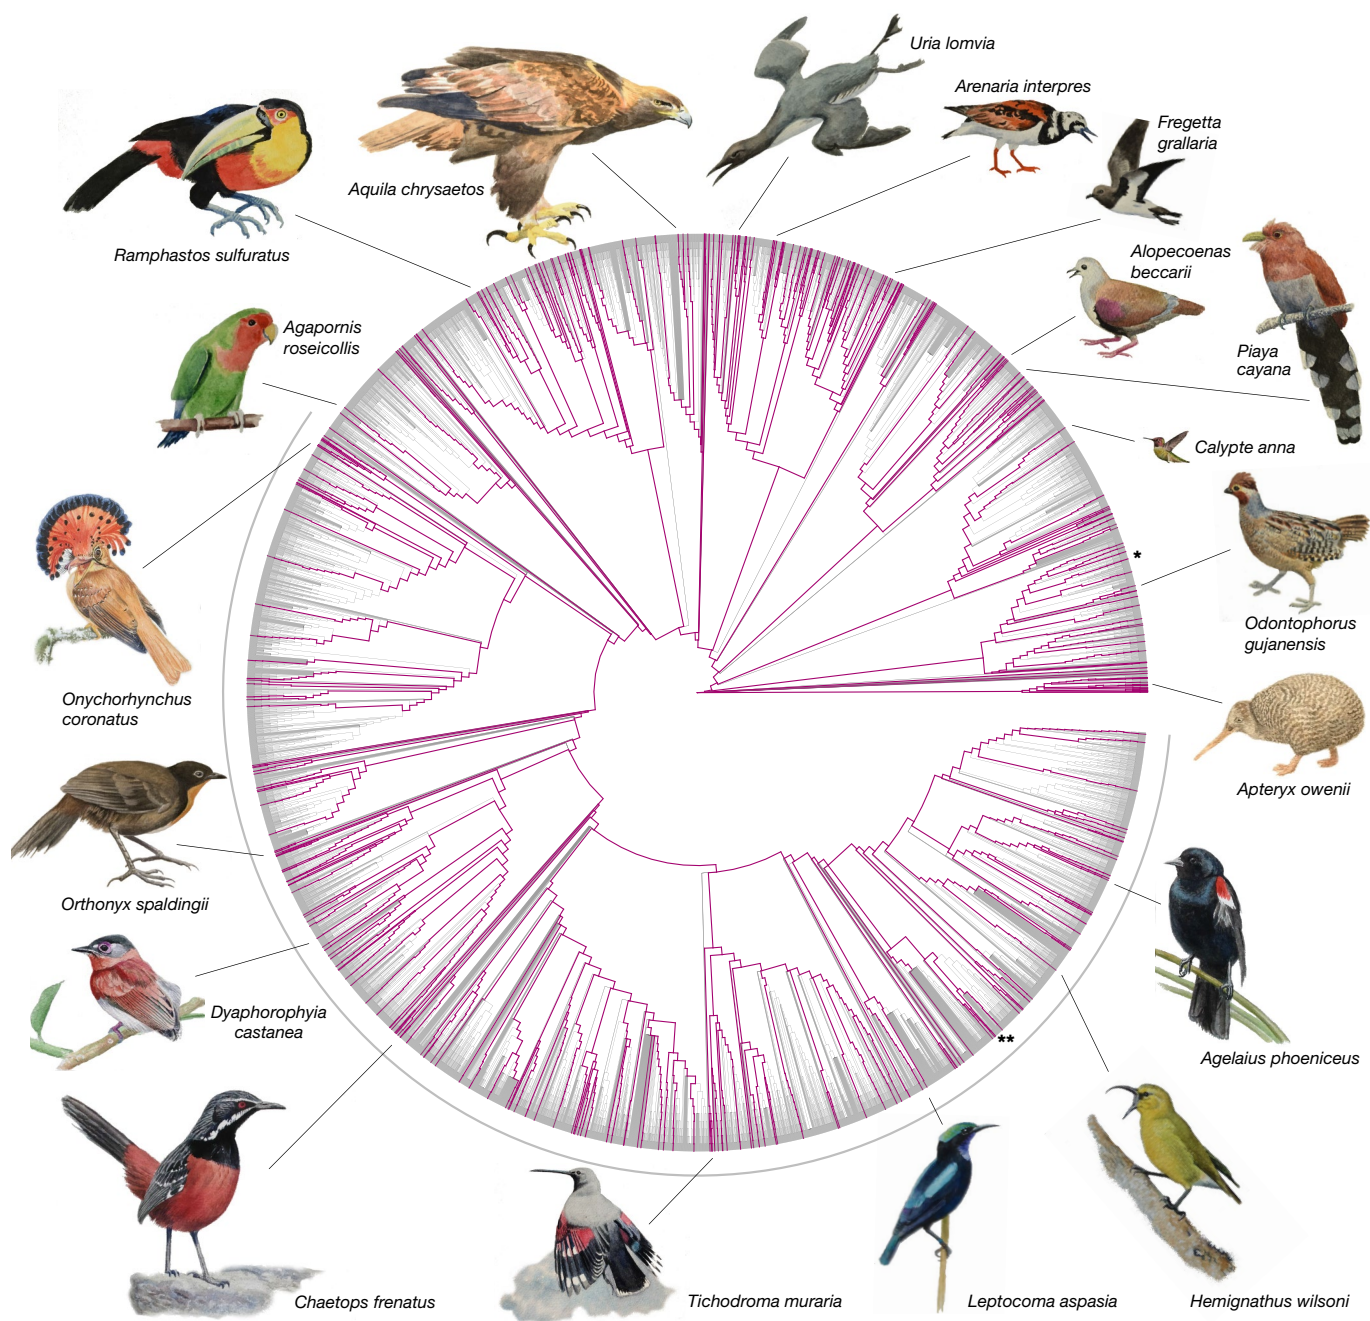 Uria lomvia
Arenaria interpres
Fregetta
grallaria
Aquila chrysaetos
Ramphastos sulfuratus
Alopecoenas
beccarii
Agapornis
roseicollis
Piaya
cayana
Calypte anna
*
Odontophorus
gujanensis
Onychorhynchus
coronatus
Apteryx owenii
Orthonyx spaldingii
Dyaphorophyia
castanea
**
Agelaius phoeniceus
Chaetops frenatus
Tichodroma muraria
Leptocoma aspasia
Hemignathus wilsoni